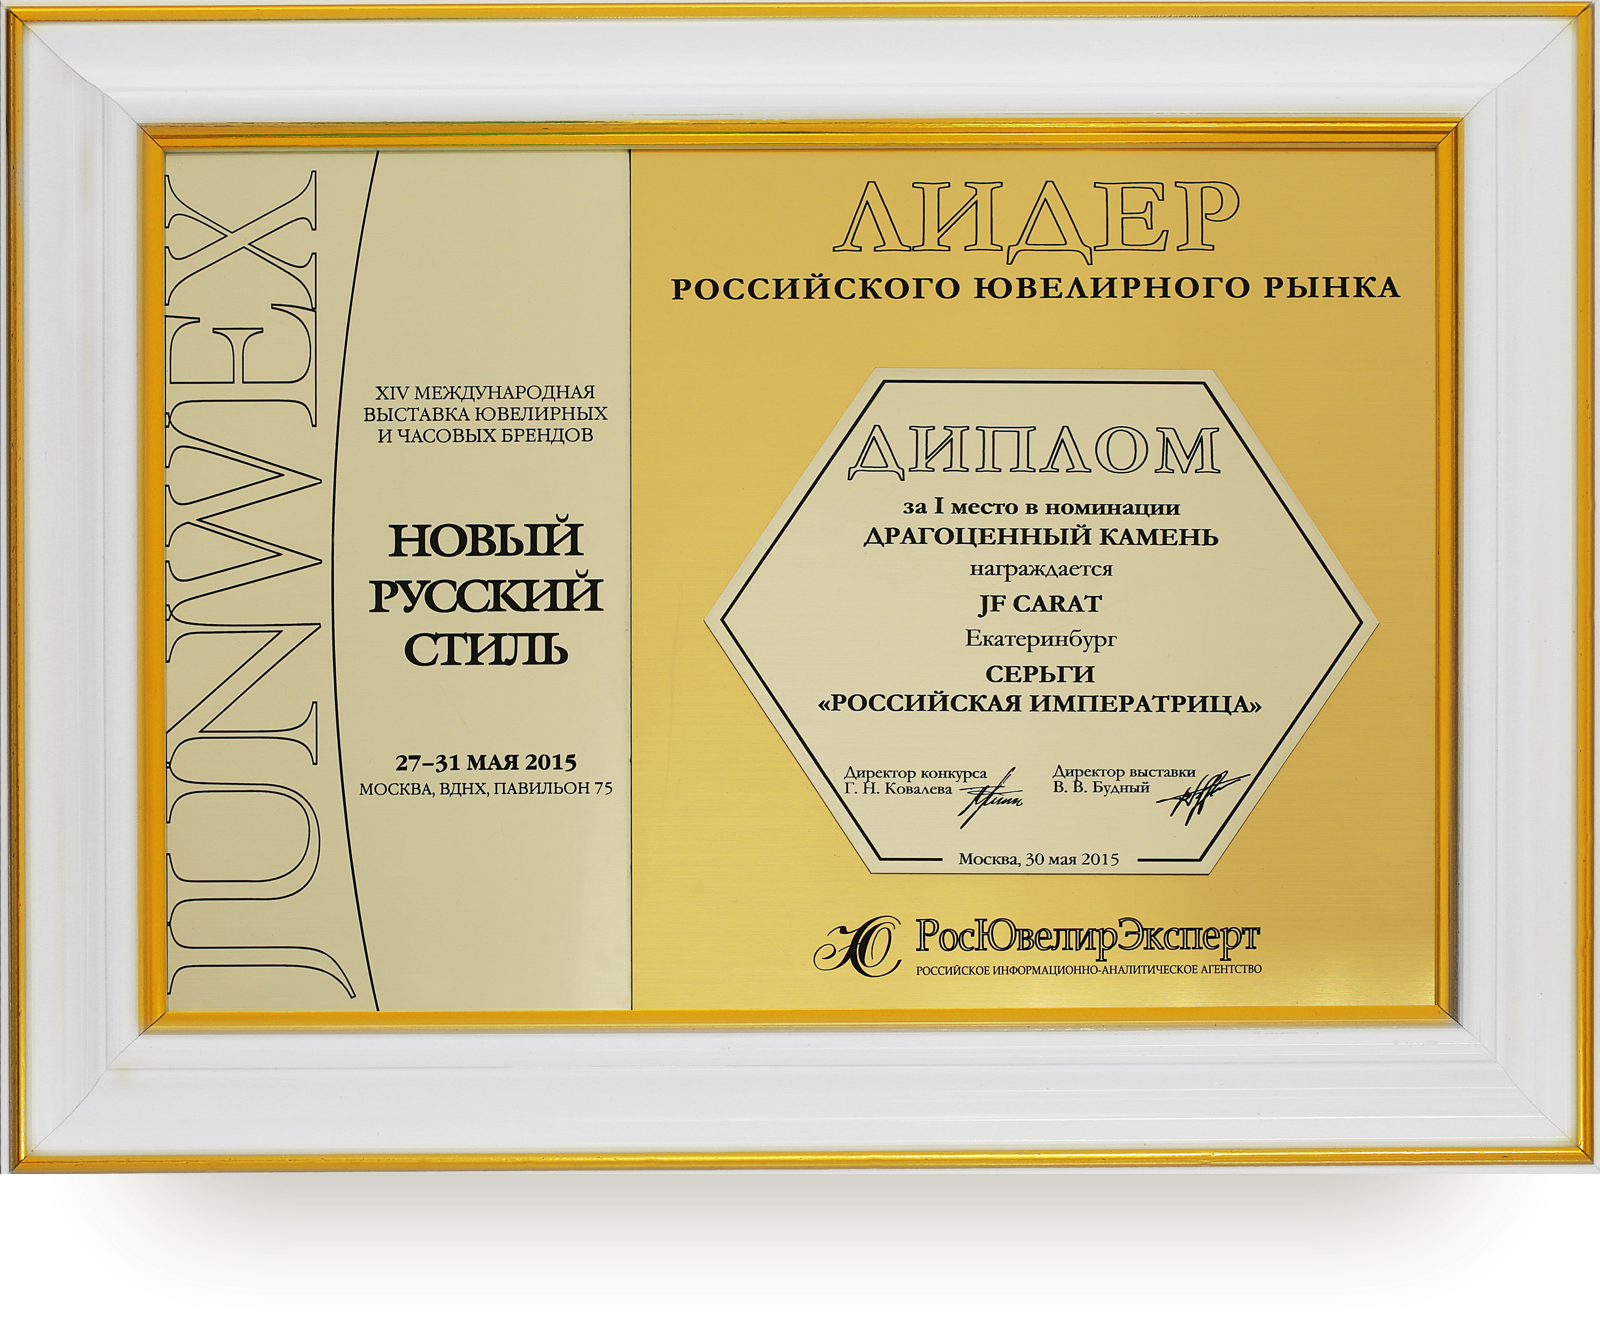 JUNWEX
XIV МЕЖДУНАРОДНАЯ
ВЫСТАВКА ЮВЕЛИРНЫХ
И ЧАСОВЫХ БРЕНДОВ
НОВЫЙ
РУССКИЙ
СТИЛЬ
27–31 МАЯ 2015
МОСКВА, ВДНХ, ПАВИЛЬОН 75
ЛИДЕР
РОССИЙСКОГО ЮВЕЛИРНОГО РЫНКА
ДИПЛОМ
за I место в номинации
ДРАГОЦЕННЫЙ КАМЕНЬ
награждается
JF CARAT
Екатеринбург
СЕРЬГИ
«РОССИЙСКАЯ ИМПЕРАТРИЦА»
Директор конкурса
Г. Н. Ковалева
Директор выставки
В. В. Будный
Москва, 30 мая 2015
РосЮвелирЭксперт
РОССИЙСКОЕ ИНФОРМАЦИОННО-АНАЛИТИЧЕСКОЕ АГЕНТСТВО